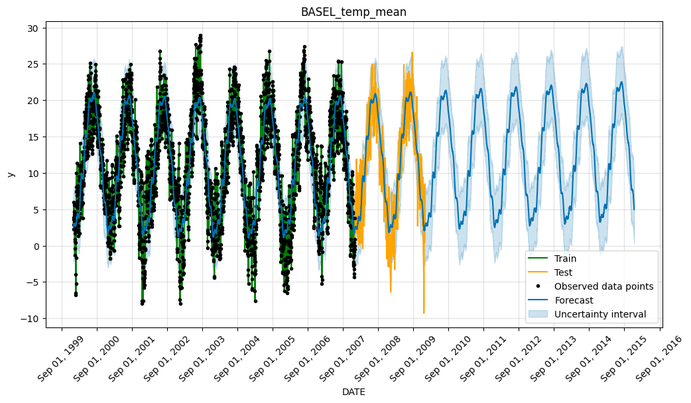 BASEL_temp_mean
y
30
25
20
15
10
5
0
−5
−10
Sep 01, 1999
Sep 01, 2000
Sep 01, 2001
Sep 01, 2002
Sep 01, 2003
Sep 01, 2004
Sep 01, 2005
Sep 01, 2006
Sep 01, 2007
Sep 01, 2008
Sep 01, 2009
Sep 01, 2010
Sep 01, 2011
Sep 01, 2012
Sep 01, 2013
Sep 01, 2014
Sep 01, 2015
Sep 01, 2016
DATE
Train
Test
Observed data points
Forecast
Uncertainty interval